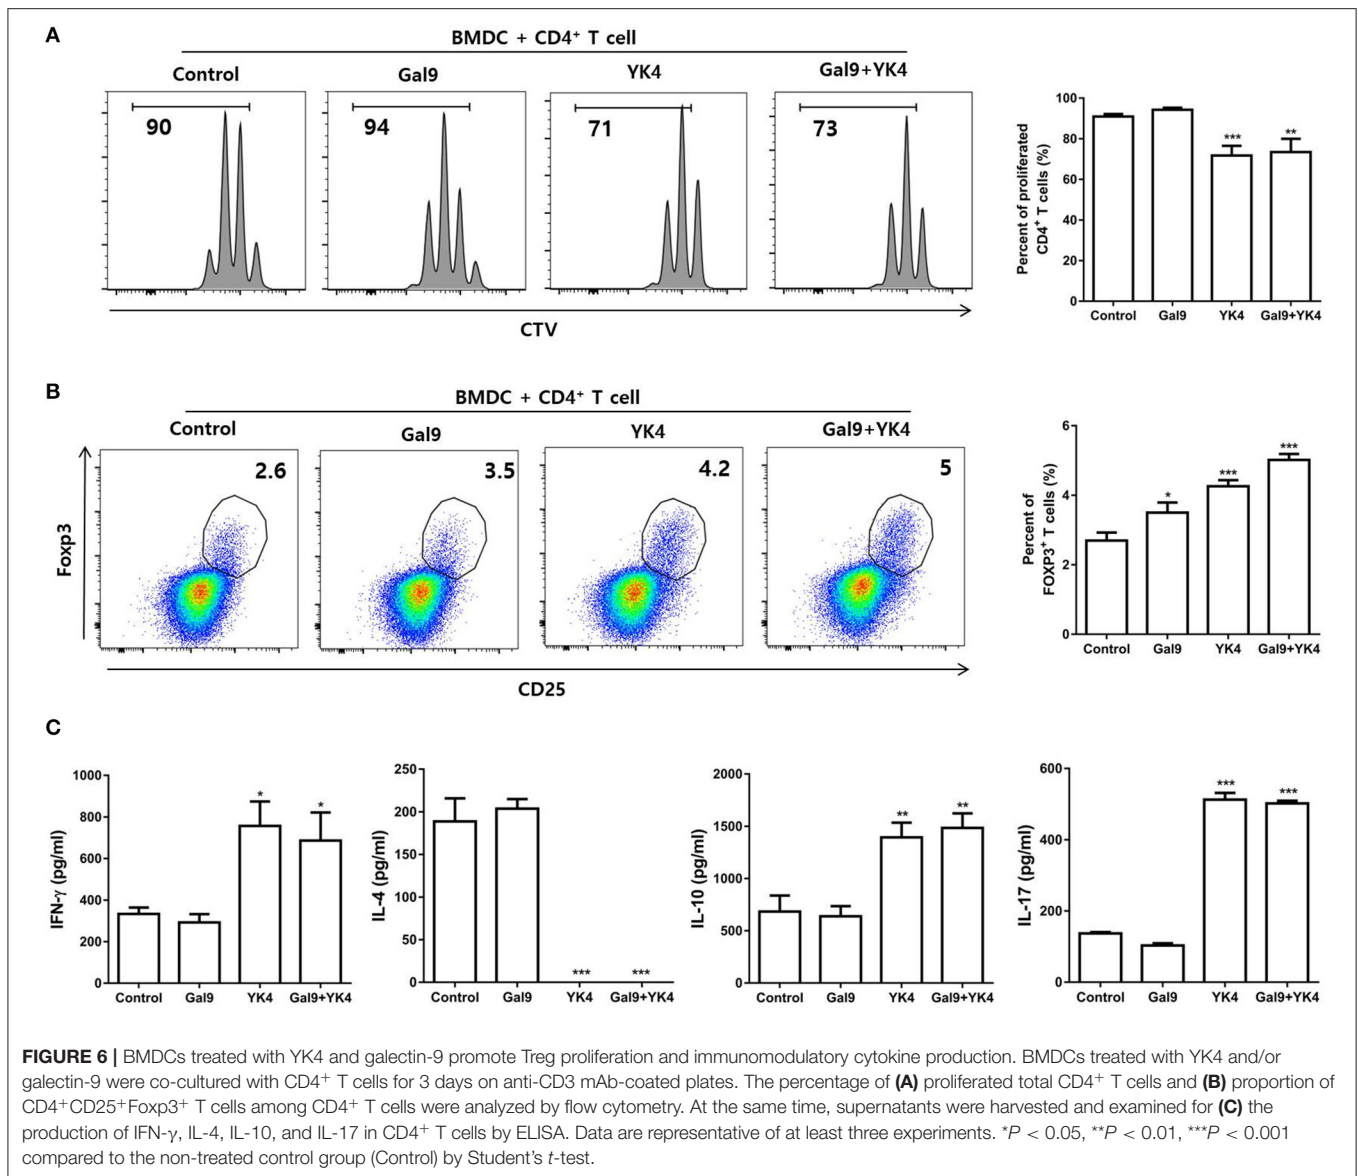 A
BMDC + CD4⁺ T cell
Control
Gal9
YK4
Gal9+YK4
90
94
71
73
CTV
Percent of proliferated
CD4⁺ T cells (%)
100
80
60
40
20
0
***
**
Control
Gal9
YK4
Gal9+YK4
B
BMDC + CD4⁺ T cell
Control
Gal9
YK4
Gal9+YK4
2.6
3.5
4.2
5
Foxp3
CD25
Percent of
FOXP3⁺ T cells (%)
6
4
2
0
*
***
***
Control
Gal9
YK4
Gal9+YK4
C
IFN-γ (pg/ml)
1000
800
600
400
200
0
*
*
Control
Gal9
YK4
Gal9+YK4
IL-4 (pg/ml)
250
200
150
100
50
0
***
***
Control
Gal9
YK4
Gal9+YK4
IL-10 (pg/ml)
2000
1500
1000
500
0
**
**
Control
Gal9
YK4
Gal9+YK4
IL-17 (pg/ml)
600
400
200
0
***
***
Control
Gal9
YK4
Gal9+YK4
FIGURE 6 | BMDCs treated with YK4 and galectin-9 promote Treg proliferation and immunomodulatory cytokine production. BMDCs treated with YK4 and/or
galectin-9 were co-cultured with CD4⁺ T cells for 3 days on anti-CD3 mAb-coated plates. The percentage of (A) proliferated total CD4⁺ T cells and (B) proportion of
CD4⁺CD25⁺Foxp3⁺ T cells among CD4⁺ T cells were analyzed by flow cytometry. At the same time, supernatants were harvested and examined for (C) the
production of IFN-γ, IL-4, IL-10, and IL-17 in CD4⁺ T cells by ELISA. Data are representative of at least three experiments. *P < 0.05, **P < 0.01, ***P < 0.001
compared to the non-treated control group (Control) by Student's t-test.